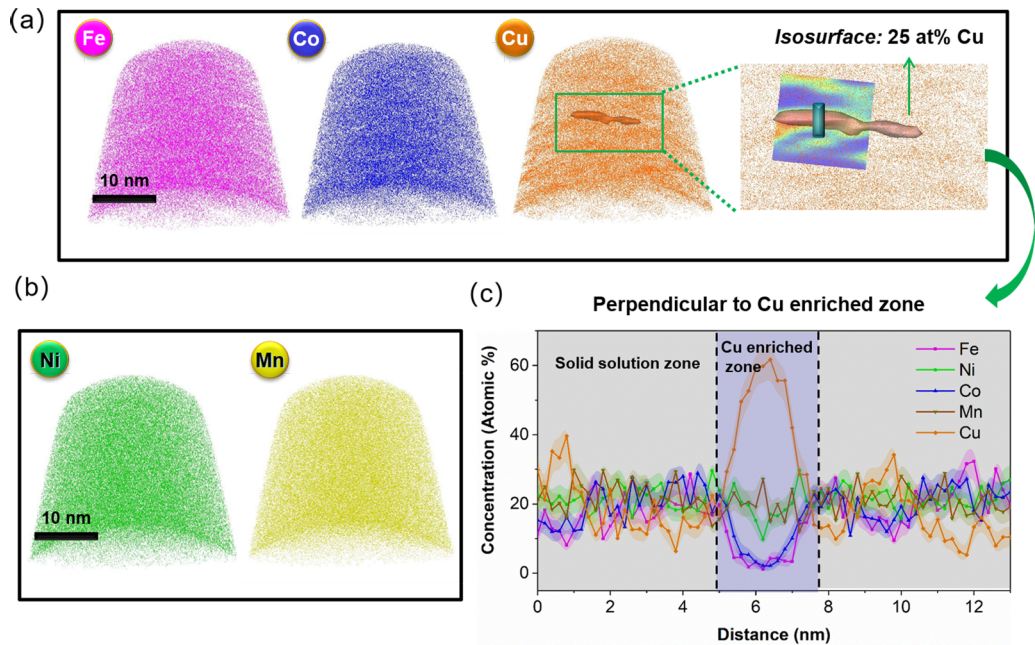 (a)
Fe
Co
Cu
Isosurface: 25 at% Cu
10 nm
(b)
Ni
Mn
10 nm
(c)
Perpendicular to Cu enriched zone
Solid solution zone
Cu enriched
zone
Fe
Ni
Co
Mn
Cu
Concentration (Atomic %)
60
40
20
0
0 2 4 6 8 10 12
Distance (nm)